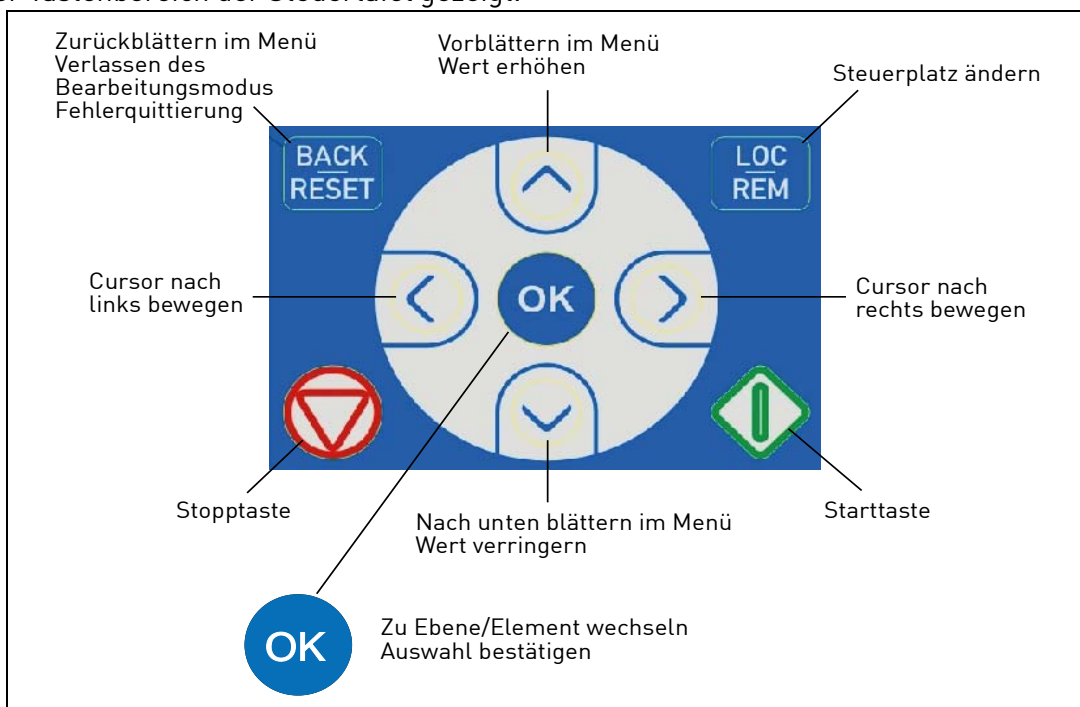 Zurückblättern im Menü
Verlassen des
Bearbeitungsmodus
Fehlerquittierung
Vorblättern im Menü
Wert erhöhen
Steuerplatz ändern
BACK
RESET
LOC
REM
Cursor nach
links bewegen
OK
Cursor nach
rechts bewegen
Stopptaste
Nach unten blättern im Menü
Wert verringern
Starttaste
OK
Zu Ebene/Element wechseln
Auswahl bestätigen